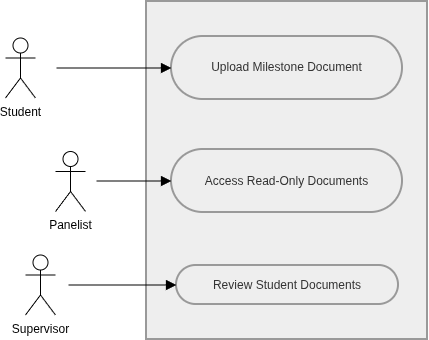 Upload Milestone Document
Student
Access Read-Only Documents
Panelist
Review Student Documents
Supervisor